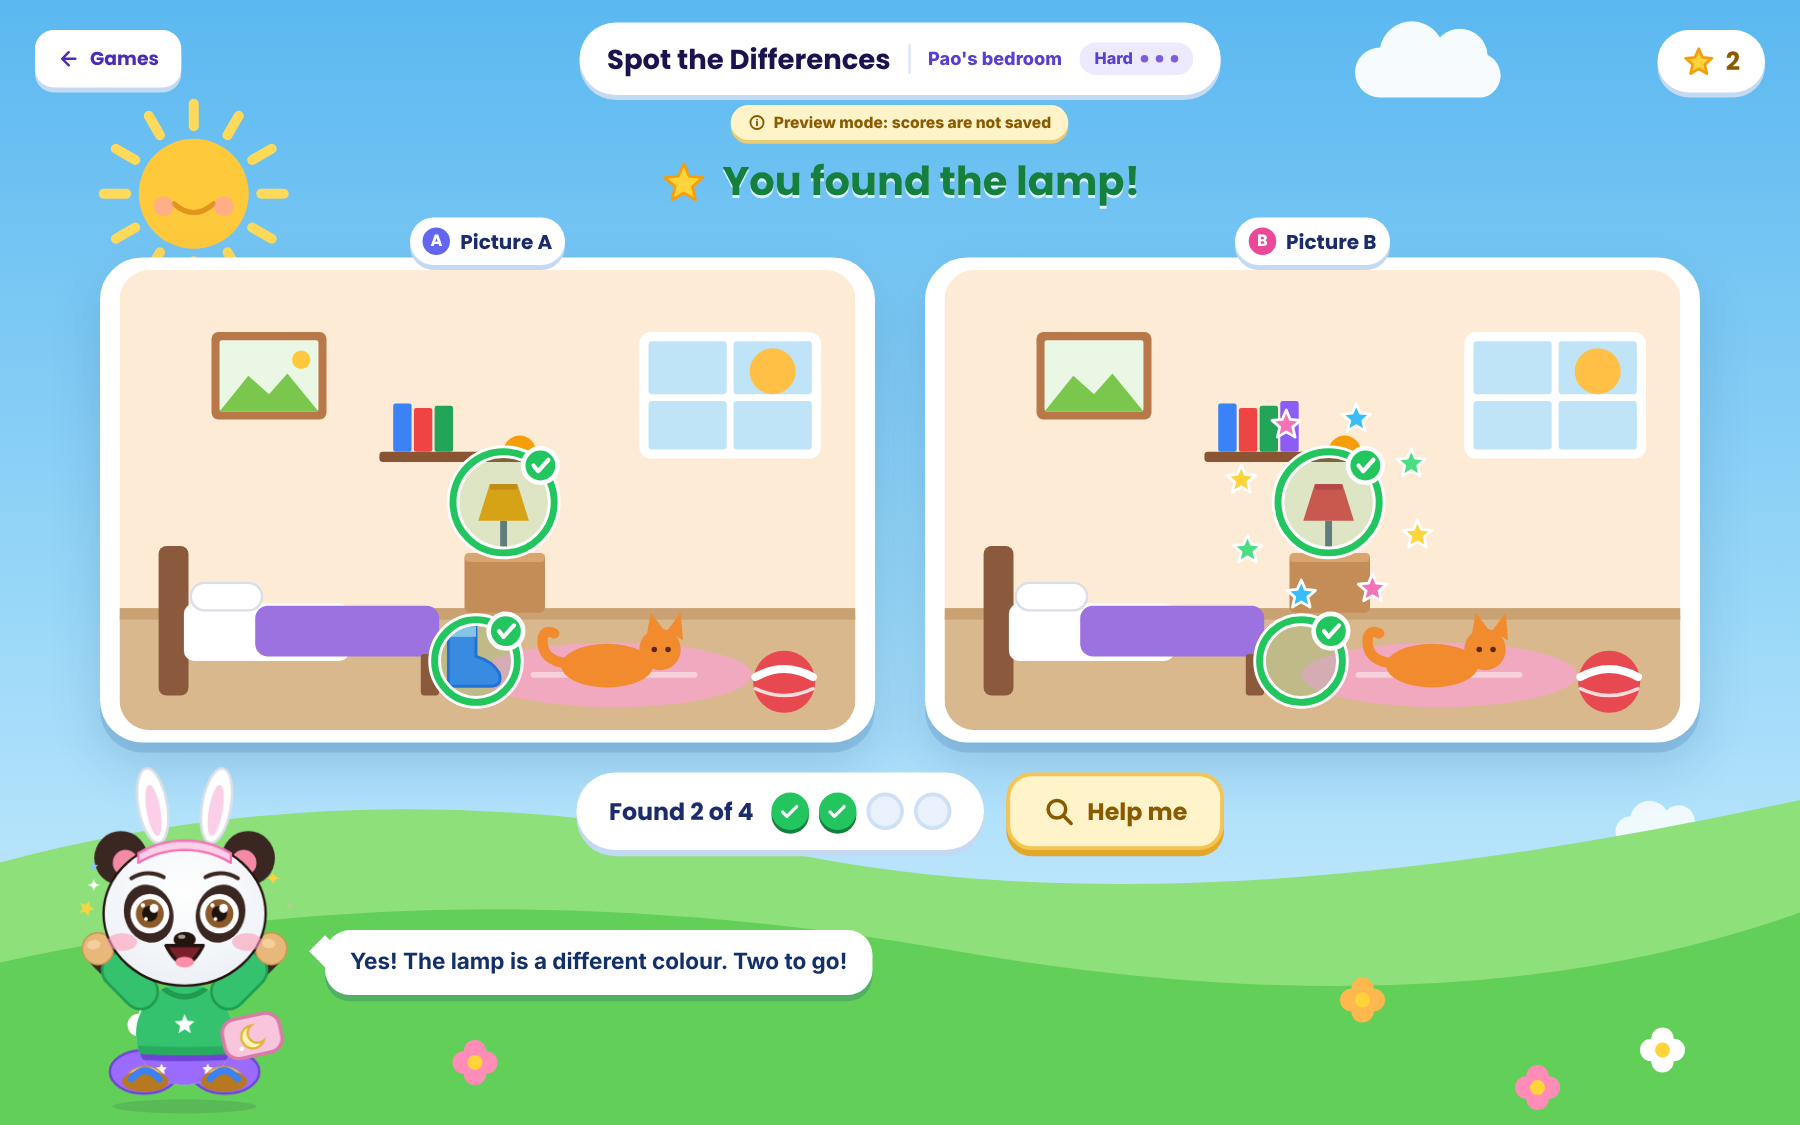 Games
Spot the Differences
Pao's bedroom
Hard
2
Preview mode: scores are not saved
You found the lamp!
A Picture A
B Picture B
Found 2 of 4
Help me
Yes! The lamp is a different colour. Two to go!